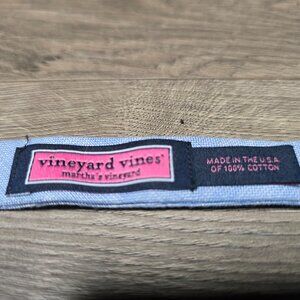 vineyard vines®
martha's vineyard
MADE IN THE U.S.A.
OF 100% COTTON